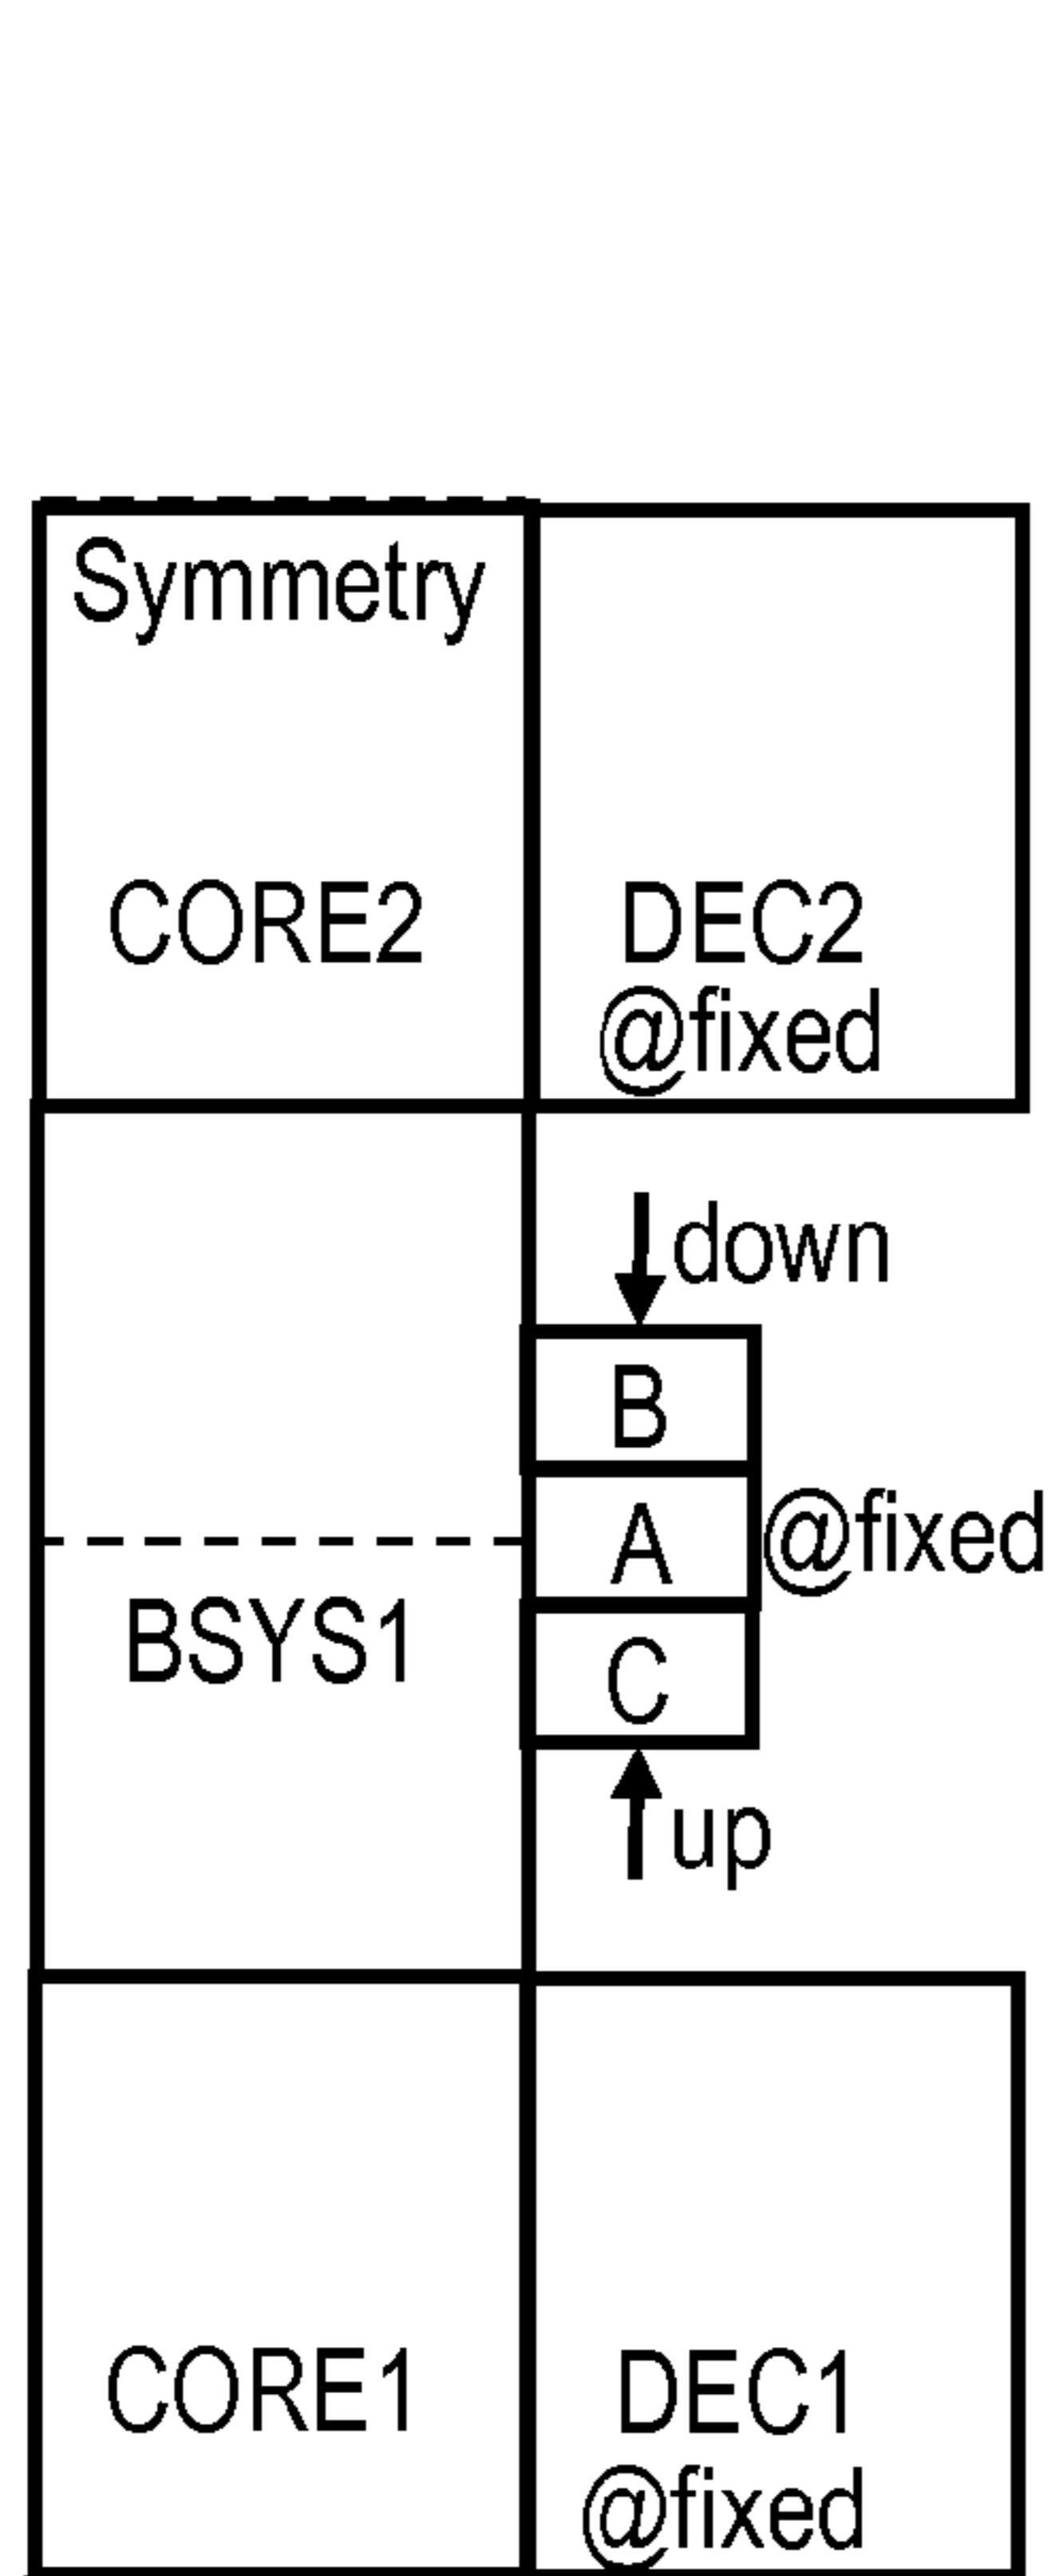 Symmetry
CORE2
DEC2
@fixed
down
B
A
@fixed
BSYS1
C
up
CORE1
DEC1
@fixed